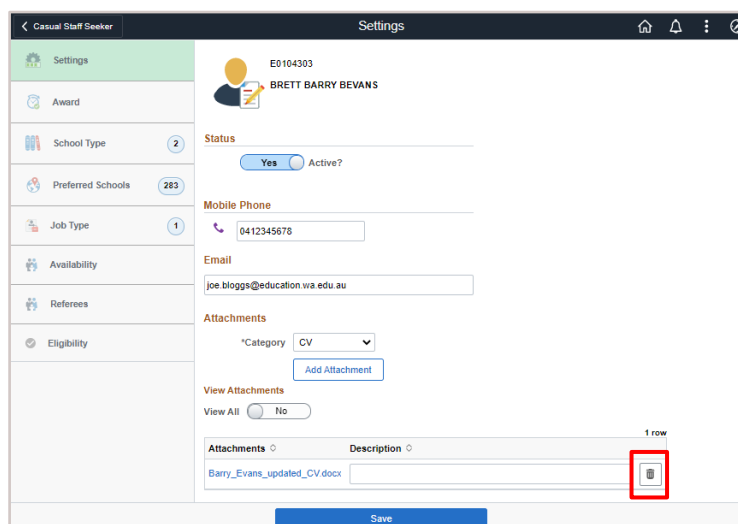 Casual Staff Seeker
Settings
Settings
Award
School Type 2
Preferred Schools 283
Job Type 1
Availability
Referees
Eligibility
E0104303
BRETT BARRY BEVANS
Status
Yes Active?
Mobile Phone
0412345678
Email
joe.bloggs@education.wa.edu.au
Attachments
*Category CV
Add Attachment
View Attachments
View All No
1 row
Attachments Description
Barry_Evans_updated_CV.docx
Save